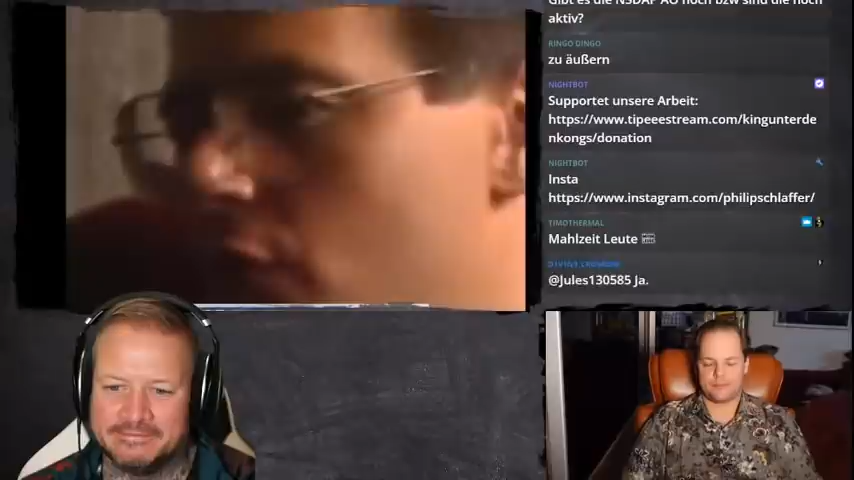 Gibt es die NSDAP AO noch bzw sind die noch
aktiv?
RINGO DINGO
zu äußern
NIGHTBOT
Supportet unsere Arbeit:
https://www.tipeeestream.com/kingunterde
nkongs/donation
NIGHTBOT
Insta
https://www.instagram.com/philipschlaffer/
TIMOTHERMAL
Mahlzeit Leute
@Jules130585 Ja.